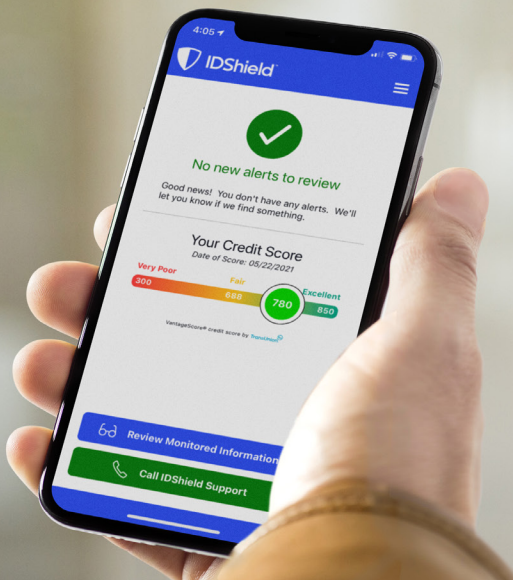 4:05
IDShield
No new alerts to review
Good news! You don't have any alerts. We'll
let you know if we find something.
Your Credit Score
Date of Score: 05/22/2021
Very Poor
Fair
Excellent
300
688
780
850
VantageScore® credit score by TransUnion
Review Monitored Information
Call IDShield Support